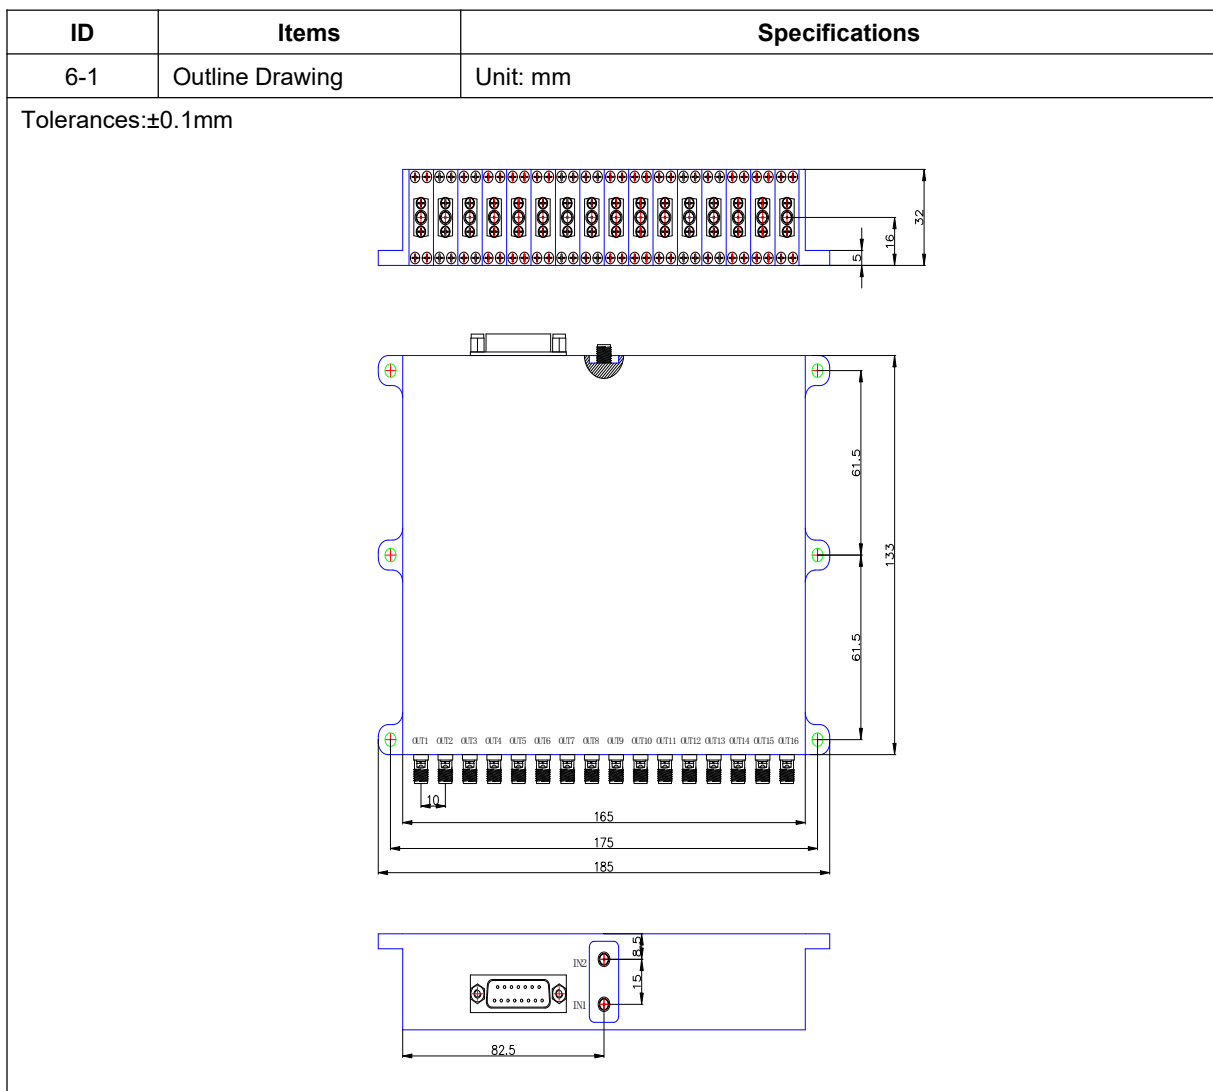 ID Items Specifications
6-1 Outline Drawing Unit: mm
Tolerances:±0.1mm
32
16
5
61.5
133
61.5
OUT1 OUT2 OUT3 OUT4 OUT5 OUT6 OUT7 OUT8 OUT9 OUT10 OUT11 OUT12 OUT13 OUT14 OUT15 OUT16
10
165
175
185
8.5
IN2
15
IN1
82.5